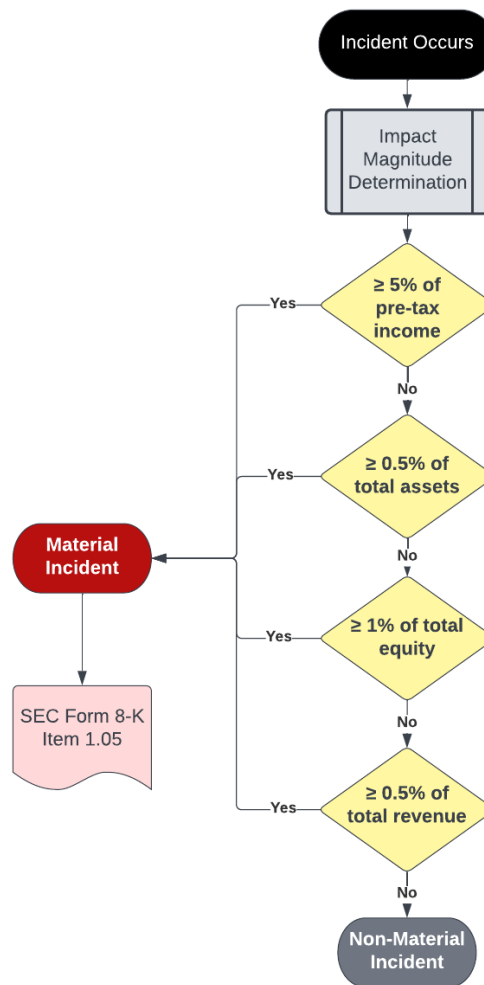 Incident Occurs
Impact
Magnitude
Determination
≥ 5% of
pre-tax
income
Yes
No
≥ 0.5% of
total assets
Yes
No
Material
Incident
≥ 1% of total
equity
Yes
No
SEC Form 8-K
Item 1.05
≥ 0.5% of
total revenue
Yes
No
Non-Material
Incident